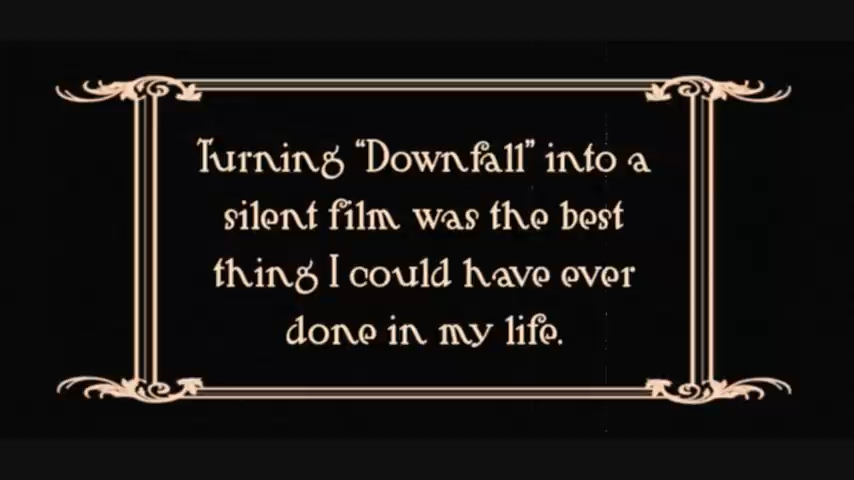 Turning “Downfall” into a
silent film was the best
thing I could have ever
done in my life.